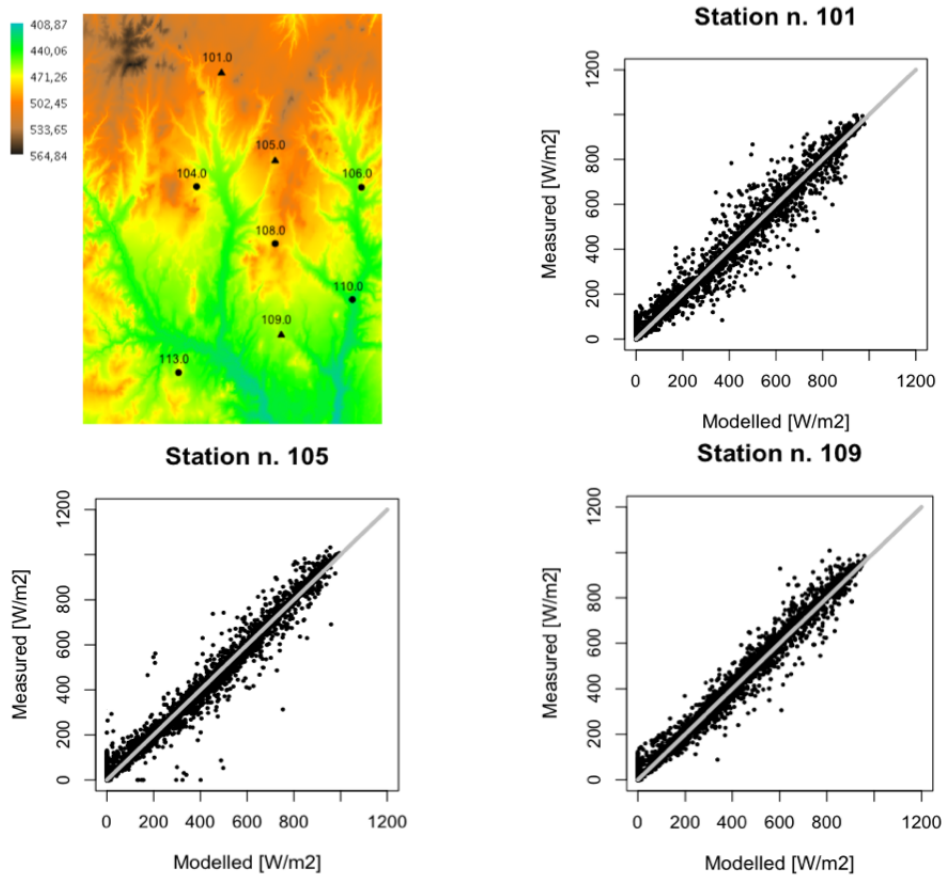 408,87
440,06
471,26
502,45
533,65
564,84
101.0
105.0
104.0
106.0
108.0
110.0
109.0
113.0
Station n. 101
Measured [W/m2]
1200
800
600
400
200
0
0 200 400 600 800 1200
Modelled [W/m2]
Station n. 105
Measured [W/m2]
1200
800
600
400
200
0
0 200 400 600 800 1200
Modelled [W/m2]
Station n. 109
Measured [W/m2]
1200
800
600
400
200
0
0 200 400 600 800 1200
Modelled [W/m2]